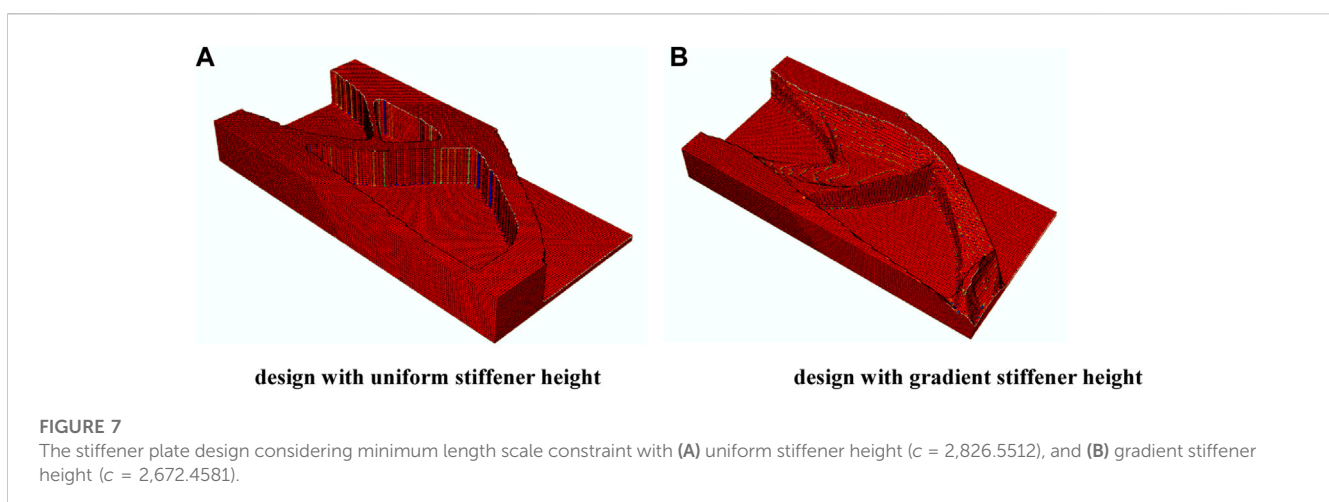 A
B
design with uniform stiffener height
design with gradient stiffener height
FIGURE 7
The stiffener plate design considering minimum length scale constraint with (A) uniform stiffener height (c = 2,826.5512), and (B) gradient stiffener
height (c = 2,672.4581).